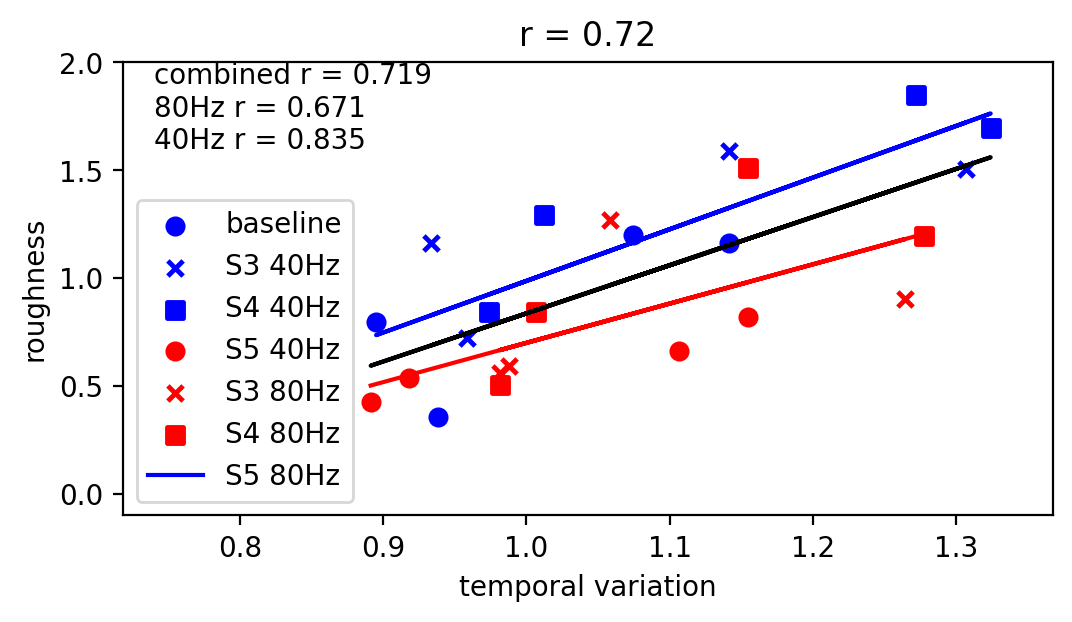 r = 0.72
combined r = 0.719
80Hz r = 0.671
40Hz r = 0.835
baseline
S3 40Hz
S4 40Hz
S5 40Hz
S3 80Hz
S4 80Hz
S5 80Hz
roughness
2.0
1.5
1.0
0.5
0.0
0.8 0.9 1.0 1.1 1.2 1.3
temporal variation